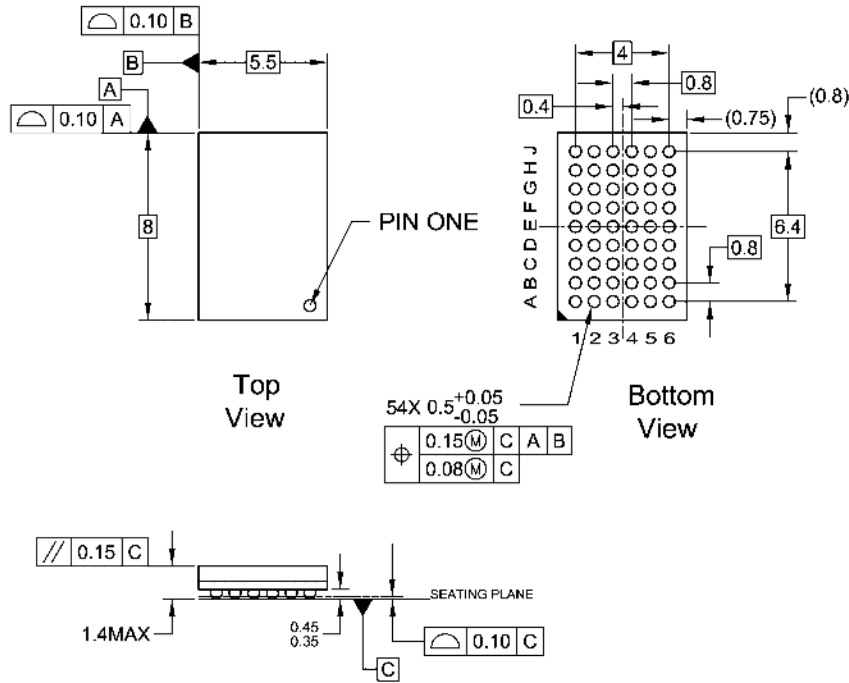 ⌓ 0.10 B
B
5.5
A
⌓ 0.10 A
8
PIN ONE
Top
View
4
0.8
0.4
(0.75)
(0.8)
J
H
G
F
E
D
C
B
A
6.4
0.8
1 2 3 4 5 6
54X 0.5 +0.05
-0.05
⌖ 0.15 Ⓜ C A B
0.08 Ⓜ C
Bottom
View
// 0.15 C
1.4MAX
0.45
0.35
SEATING PLANE
⌓ 0.10 C
C